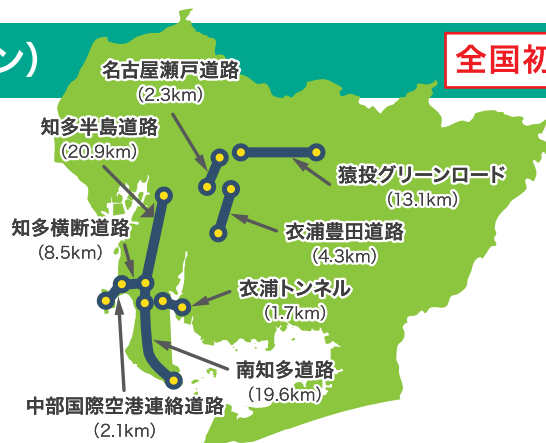 ン）
全国初
名古屋瀬戸道路
（2.3km）
知多半島道路
（20.9km）
猿投グリーンロード
（13.1km）
知多横断道路
（8.5km）
衣浦豊田道路
（4.3km）
衣浦トンネル
（1.7km）
南知多道路
（19.6km）
中部国際空港連絡道路
（2.1km）